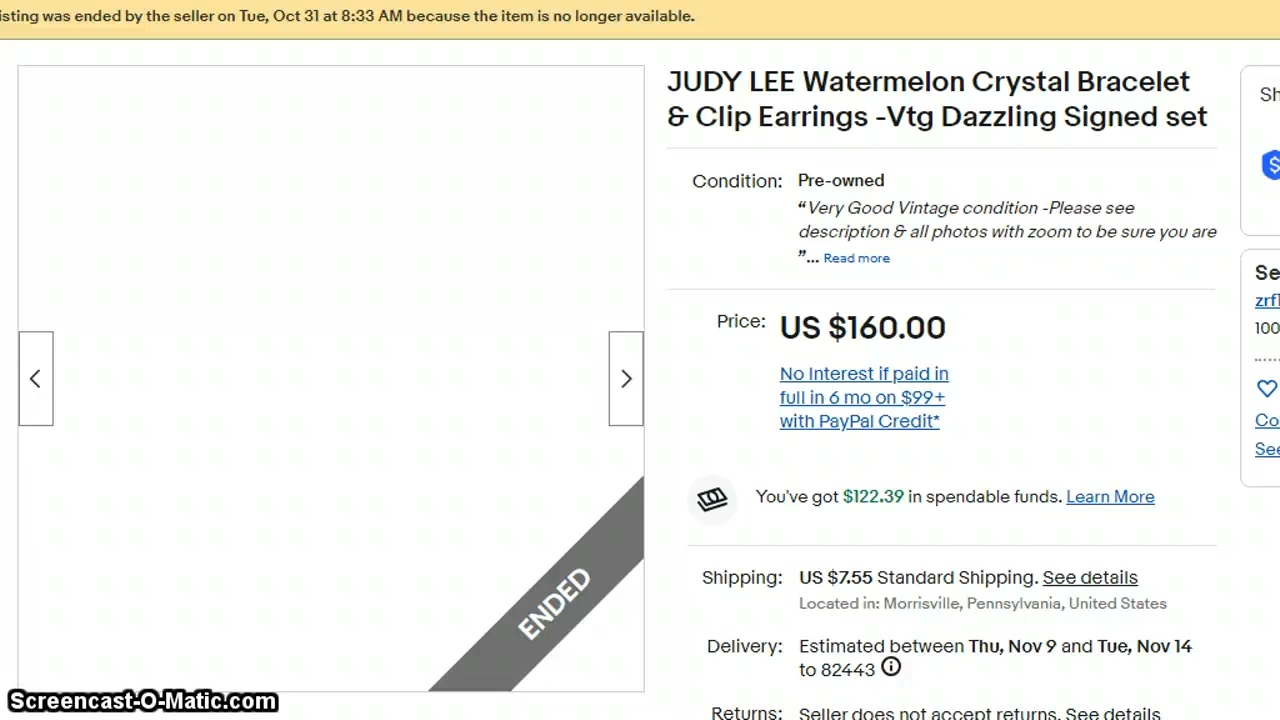 isting was ended by the seller on Tue, Oct 31 at 8:33 AM because the item is no longer available.
JUDY LEE Watermelon Crystal Bracelet
& Clip Earrings -Vtg Dazzling Signed set
Sh
Condition: Pre-owned
“Very Good Vintage condition -Please see
description & all photos with zoom to be sure you are
”... Read more
Se
zrf1
100
Price: US $160.00
No Interest if paid in
full in 6 mo on $99+
with PayPal Credit*
Co
See
You've got $122.39 in spendable funds. Learn More
ENDED
Shipping: US $7.55 Standard Shipping. See details
Located in: Morrisville, Pennsylvania, United States
Delivery: Estimated between Thu, Nov 9 and Tue, Nov 14
to 82443
Returns: Seller does not accept returns. See details
Screencast-O-Matic.com